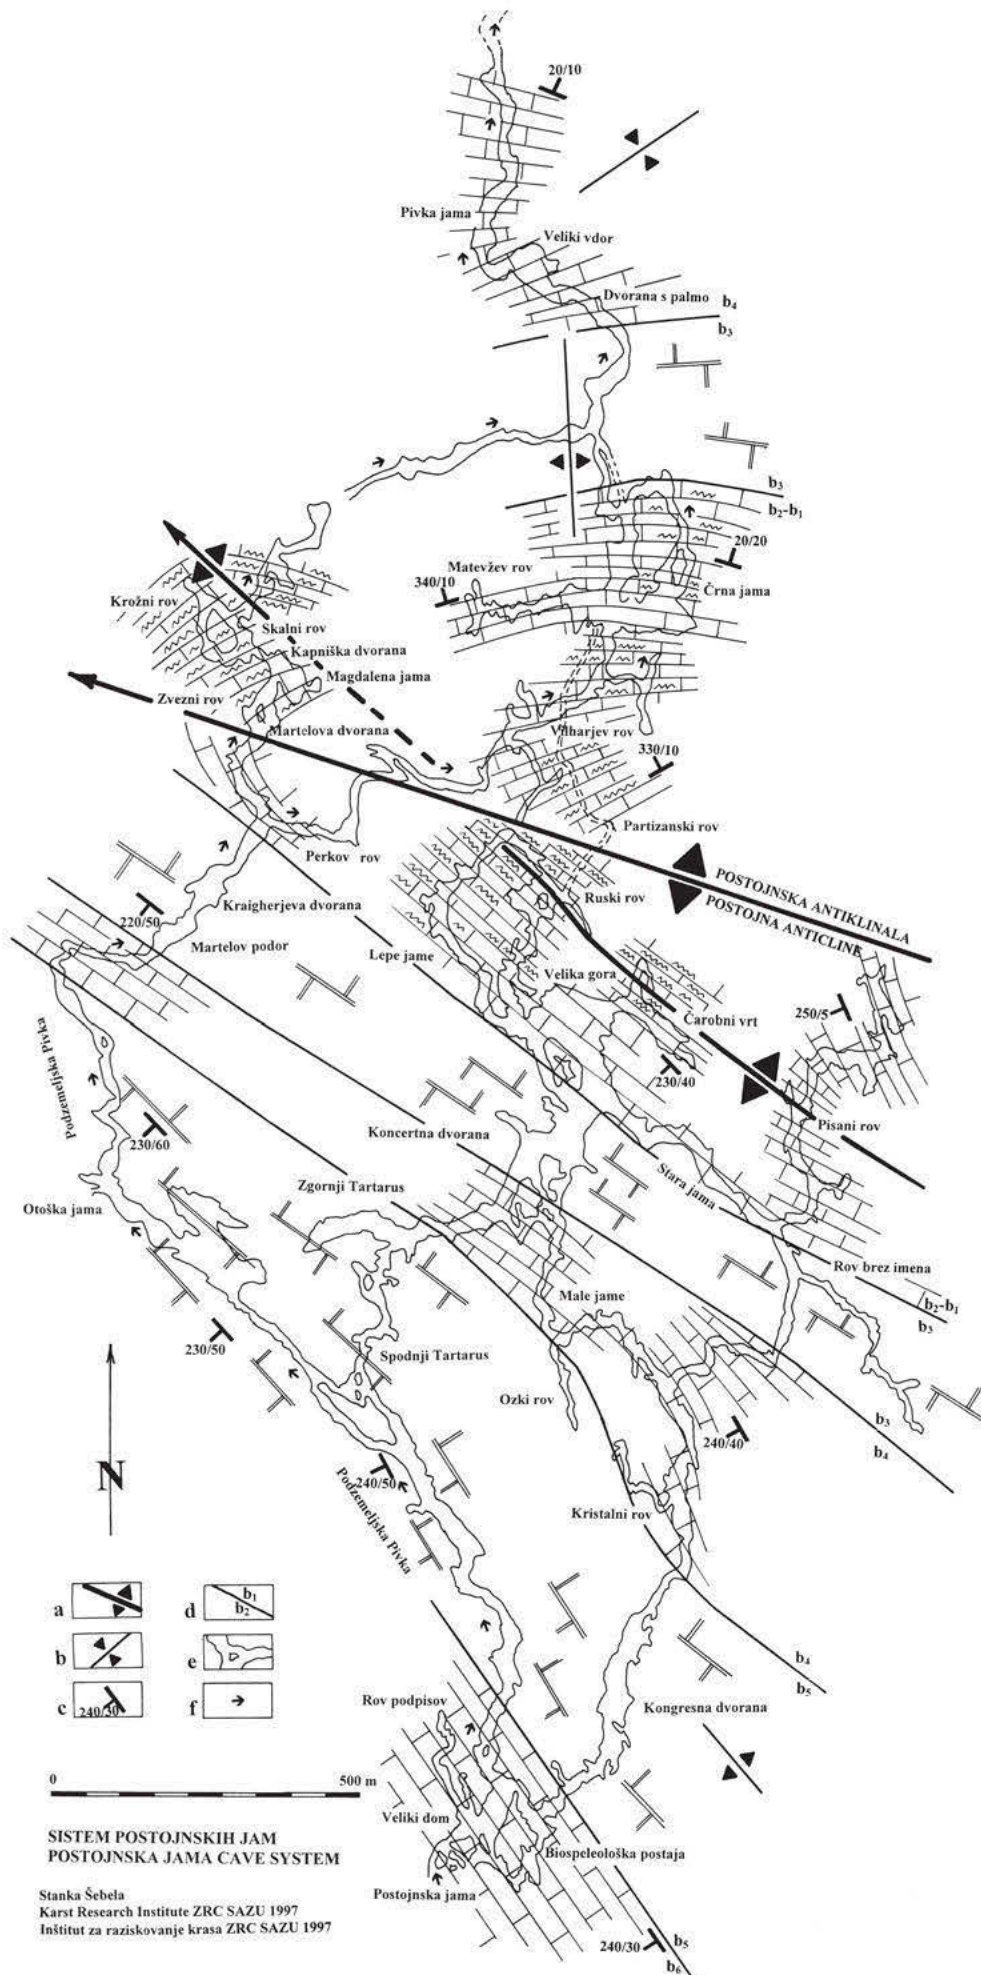 20/10
Pivka jama
Veliki vdor
Dvorana s palmo
b4
b3
b3
b2-b1
20/20
Matevžev rov
340/10
Črna jama
Krožni rov
Skalni rov
Kapniška dvorana
Magdalena jama
Zvezni rov
Martelova dvorana
Vilharjev rov
330/10
Partizanski rov
Perkov rov
POSTOJNSKA ANTIKLINALA
POSTOJNA ANTICLINE
Ruski rov
Kraigherjeva dvorana
220/50
Martelov podor
Lepe jame
Velika gora
Čarobni vrt
250/5
Podzemeljska Pivka
230/40
230/60
Koncertna dvorana
Pisani rov
Zgornji Tartarus
Stara jama
Otoška jama
Rov brez imena
b2-b1
b3
Male jame
230/50
Spodnji Tartarus
Ozki rov
b3
b4
240/40
240/50
Podzemeljska Pivka
Kristalni rov
N
a
b
c
240/30
d
b1
b2
e
f
b4
b5
Rov podpisov
Kongresna dvorana
0
500 m
Veliki dom
SISTEM POSTOJNSKIH JAM
POSTOJNSKA JAMA CAVE SYSTEM
Biospeleološka postaja
Postojnska jama
Stanka Šebela
Karst Research Institute ZRC SAZU 1997
Inštitut za raziskovanje krasa ZRC SAZU 1997
240/30
b5
b6